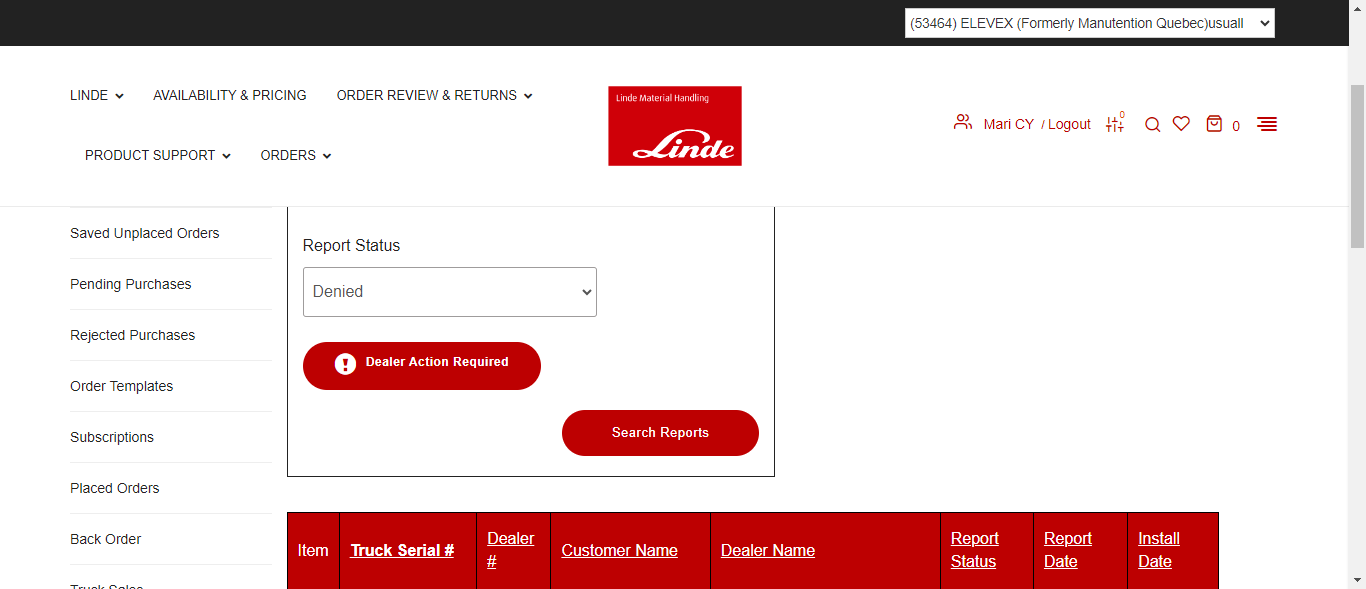 (53464) ELEVEX (Formerly Manutention Quebec)usuall
LINDE
AVAILABILITY & PRICING
ORDER REVIEW & RETURNS
PRODUCT SUPPORT
ORDERS
Linde Material Handling
Linde
Mari CY / Logout
0
0
Saved Unplaced Orders
Pending Purchases
Rejected Purchases
Order Templates
Subscriptions
Placed Orders
Back Order
Truck Sales
Report Status
Denied
Dealer Action Required
Search Reports
Item
Truck Serial #
Dealer
#
Customer Name
Dealer Name
Report
Status
Report
Date
Install
Date